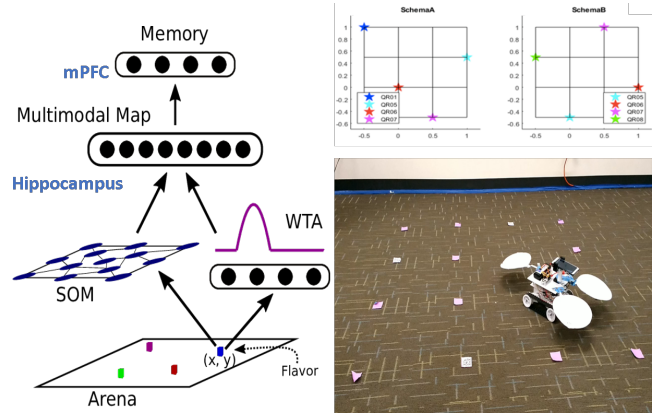 Memory
mPFC
Multimodal Map
Hippocampus
WTA
SOM
(x, y)
Flavor
Arena
SchemaA
1
0.8
0.6
0.4
0.2
0
-0.2
-0.4
-0.6
QR01
QR05
QR06
QR07
-0.5
0
0.5
1
SchemaB
1
0.8
0.6
0.4
0.2
0
-0.2
-0.4
-0.6
QR05
QR06
QR07
QR08
-0.5
0
0.5
1